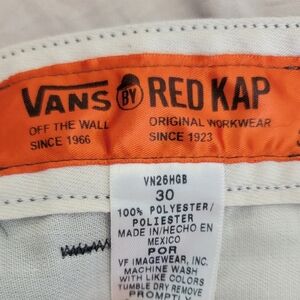 VANS BY RED KAP
OFF THE WALL ORIGINAL WORKWEAR
SINCE 1966 SINCE 1923
VN26HGB
30
100% POLYESTER/
POLIESTER
MADE IN/HECHO EN
MEXICO
POR
VF IMAGEWEAR, INC.
MACHINE WASH
WITH LIKE COLORS
TUMBLE DRY REMOVE
PROMPTLY